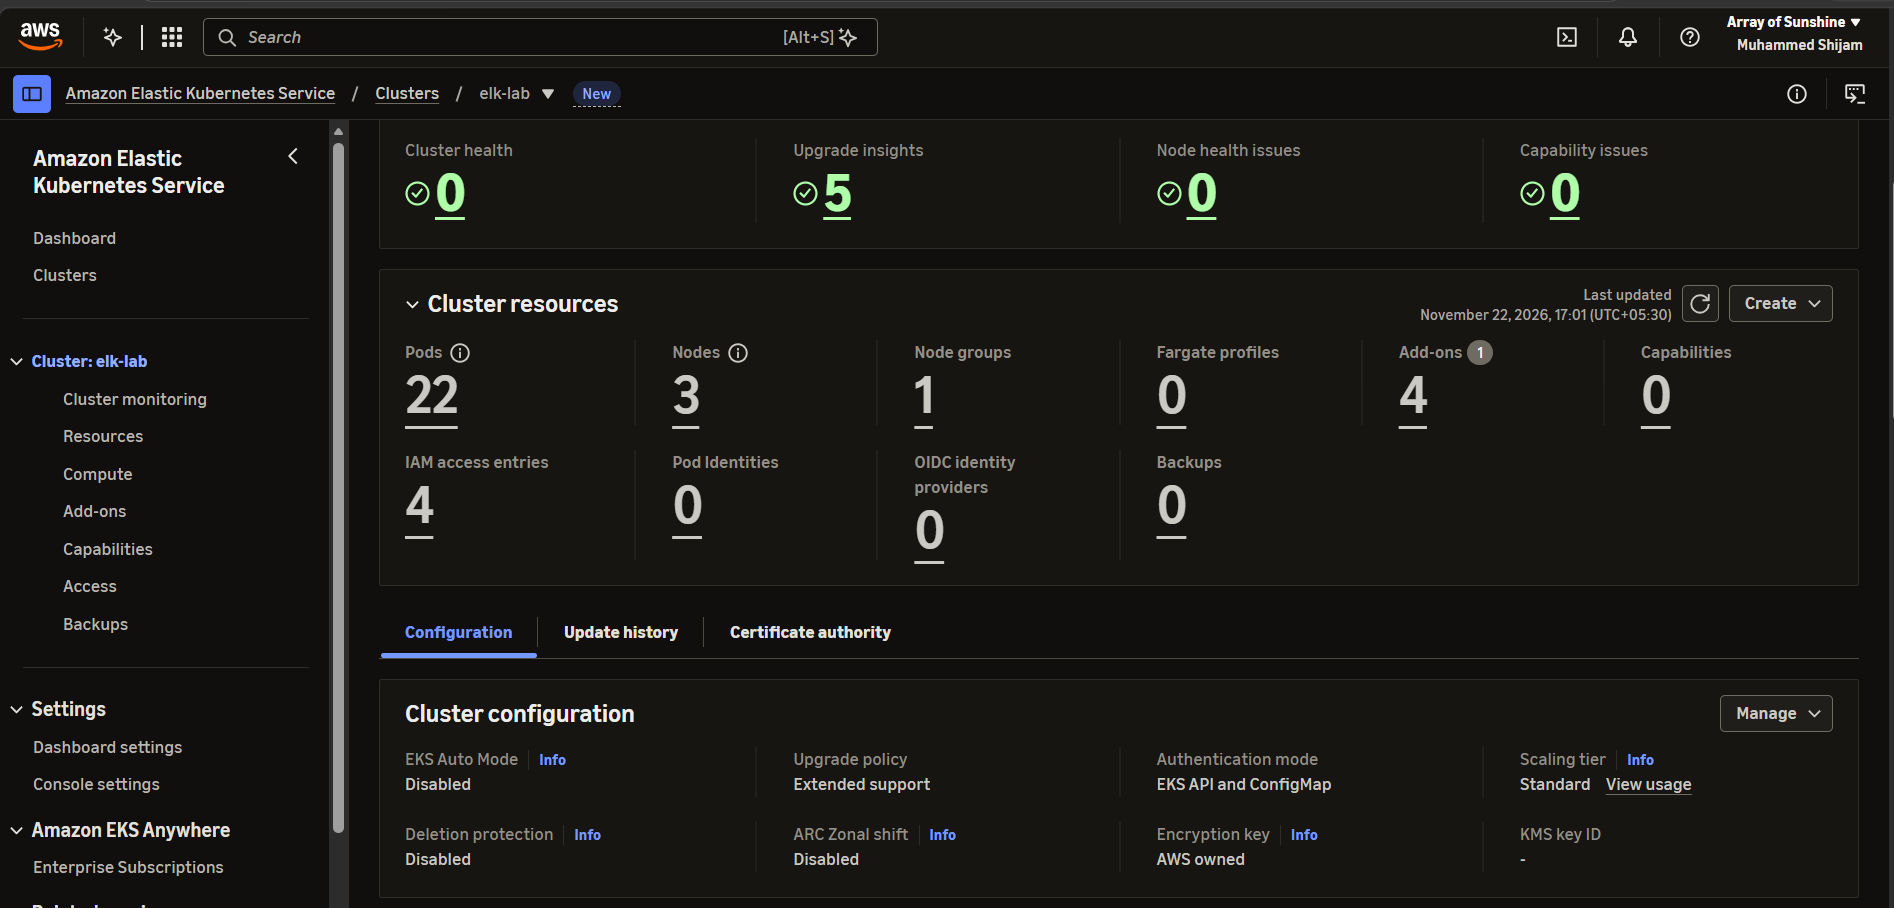 aws
Search
[Alt+S]
Array of Sunshine
Muhammed Shijam
Amazon Elastic Kubernetes Service / Clusters / elk-lab New
Amazon Elastic
Kubernetes Service
Dashboard
Clusters
Cluster: elk-lab
Cluster monitoring
Resources
Compute
Add-ons
Capabilities
Access
Backups
Settings
Dashboard settings
Console settings
Amazon EKS Anywhere
Enterprise Subscriptions
Cluster health
0
Upgrade insights
5
Node health issues
0
Capability issues
0
Cluster resources
Last updated
November 22, 2026, 17:01 (UTC+05:30)
Create
Pods
22
Nodes
3
Node groups
1
Fargate profiles
0
Add-ons 1
4
Capabilities
0
IAM access entries
4
Pod Identities
0
OIDC identity
providers
0
Backups
0
Configuration
Update history
Certificate authority
Cluster configuration
Manage
EKS Auto Mode Info
Disabled
Upgrade policy
Extended support
Authentication mode
EKS API and ConfigMap
Scaling tier Info
Standard View usage
Deletion protection Info
Disabled
ARC Zonal shift Info
Disabled
Encryption key Info
AWS owned
KMS key ID
-